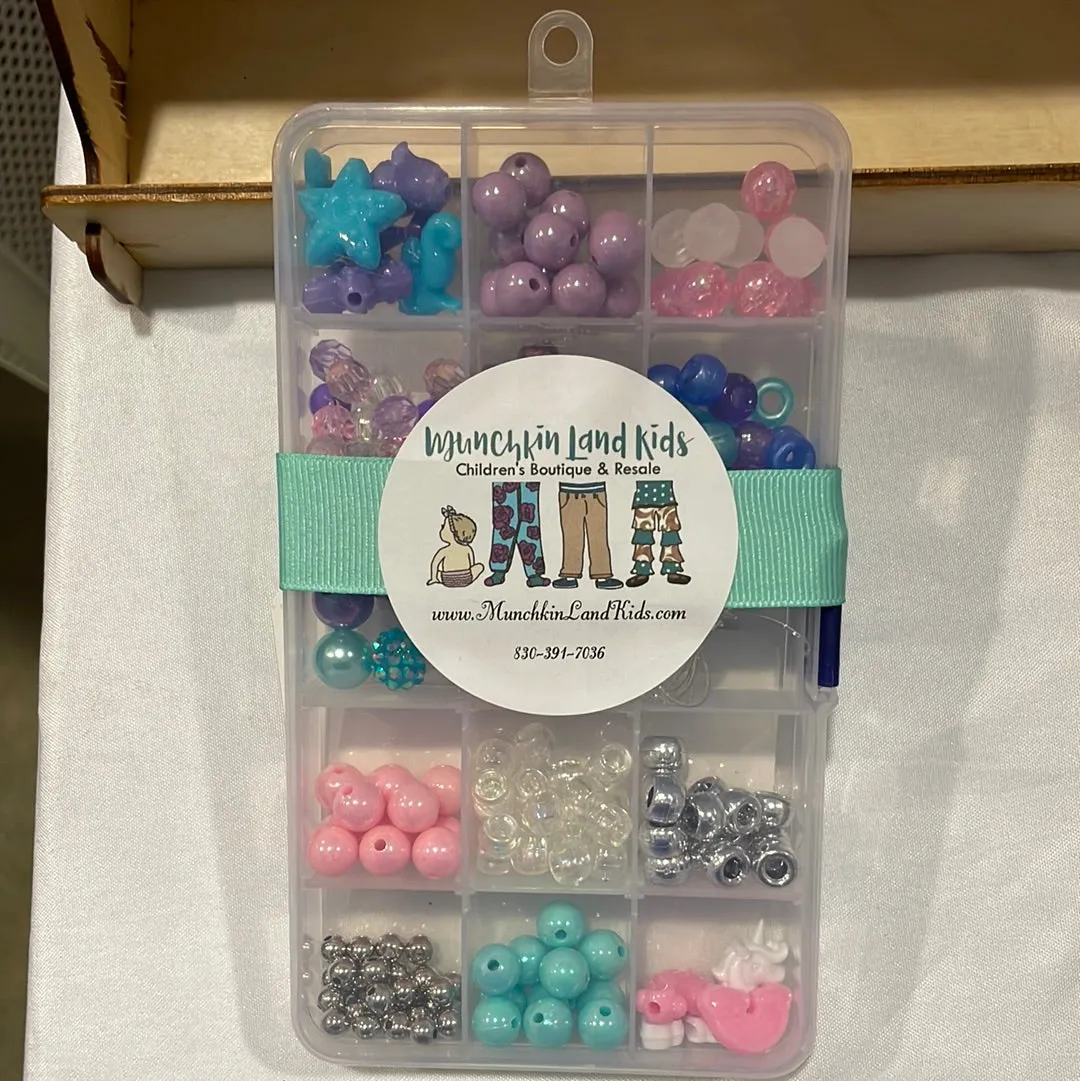 Munchkin Land Kids
Children's Boutique & Resale
www.MunchkinLandKids.com
830-391-7036